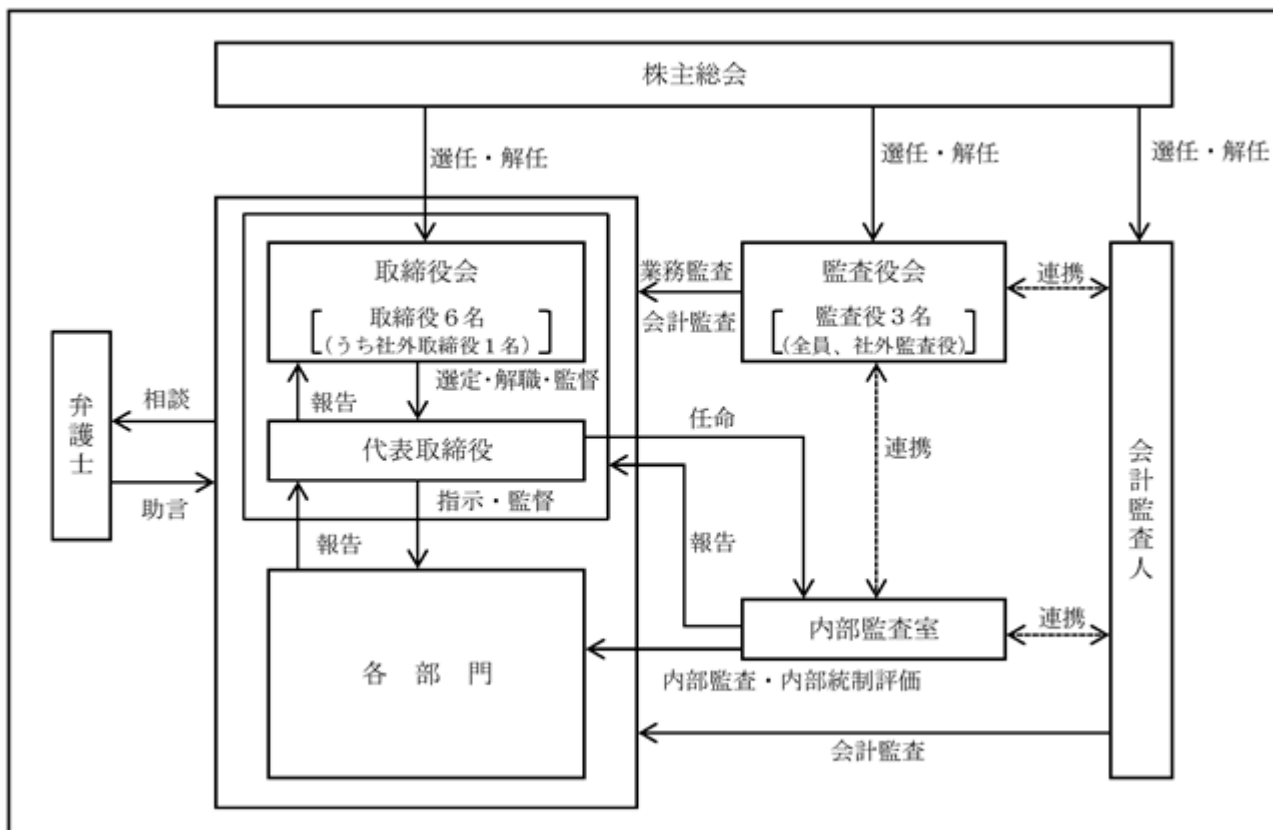 株主総会
選任・解任
選任・解任
選任・解任
取締役会
取締役6名
(うち社外取締役1名)
業務監査
会計監査
監査役会
監査役3名
(全員、社外監査役)
連携
選定・解職・監督
報告
弁護士
相談
助言
代表取締役
任命
連携
会計監査人
指示・監督
報告
報告
各部門
内部監査室
連携
内部監査・内部統制評価
会計監査